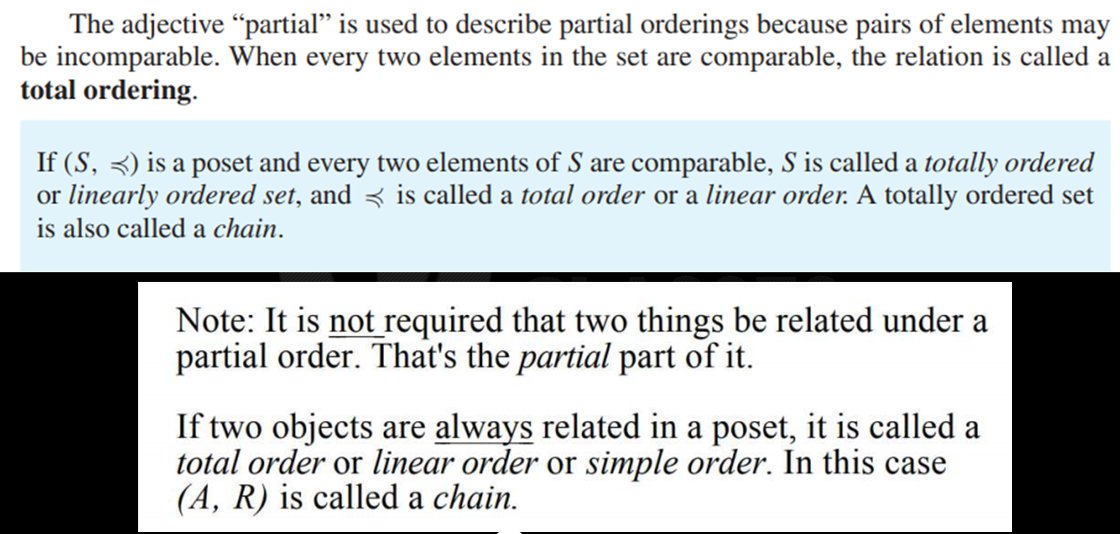 The adjective “partial” is used to describe partial orderings because pairs of elements may
be incomparable. When every two elements in the set are comparable, the relation is called a
total ordering.
If (S, ≼) is a poset and every two elements of S are comparable, S is called a totally ordered
or linearly ordered set, and ≼ is called a total order or a linear order. A totally ordered set
is also called a chain.
Note: It is not required that two things be related under a
partial order. That's the partial part of it.
If two objects are always related in a poset, it is called a
total order or linear order or simple order. In this case
(A, R) is called a chain.